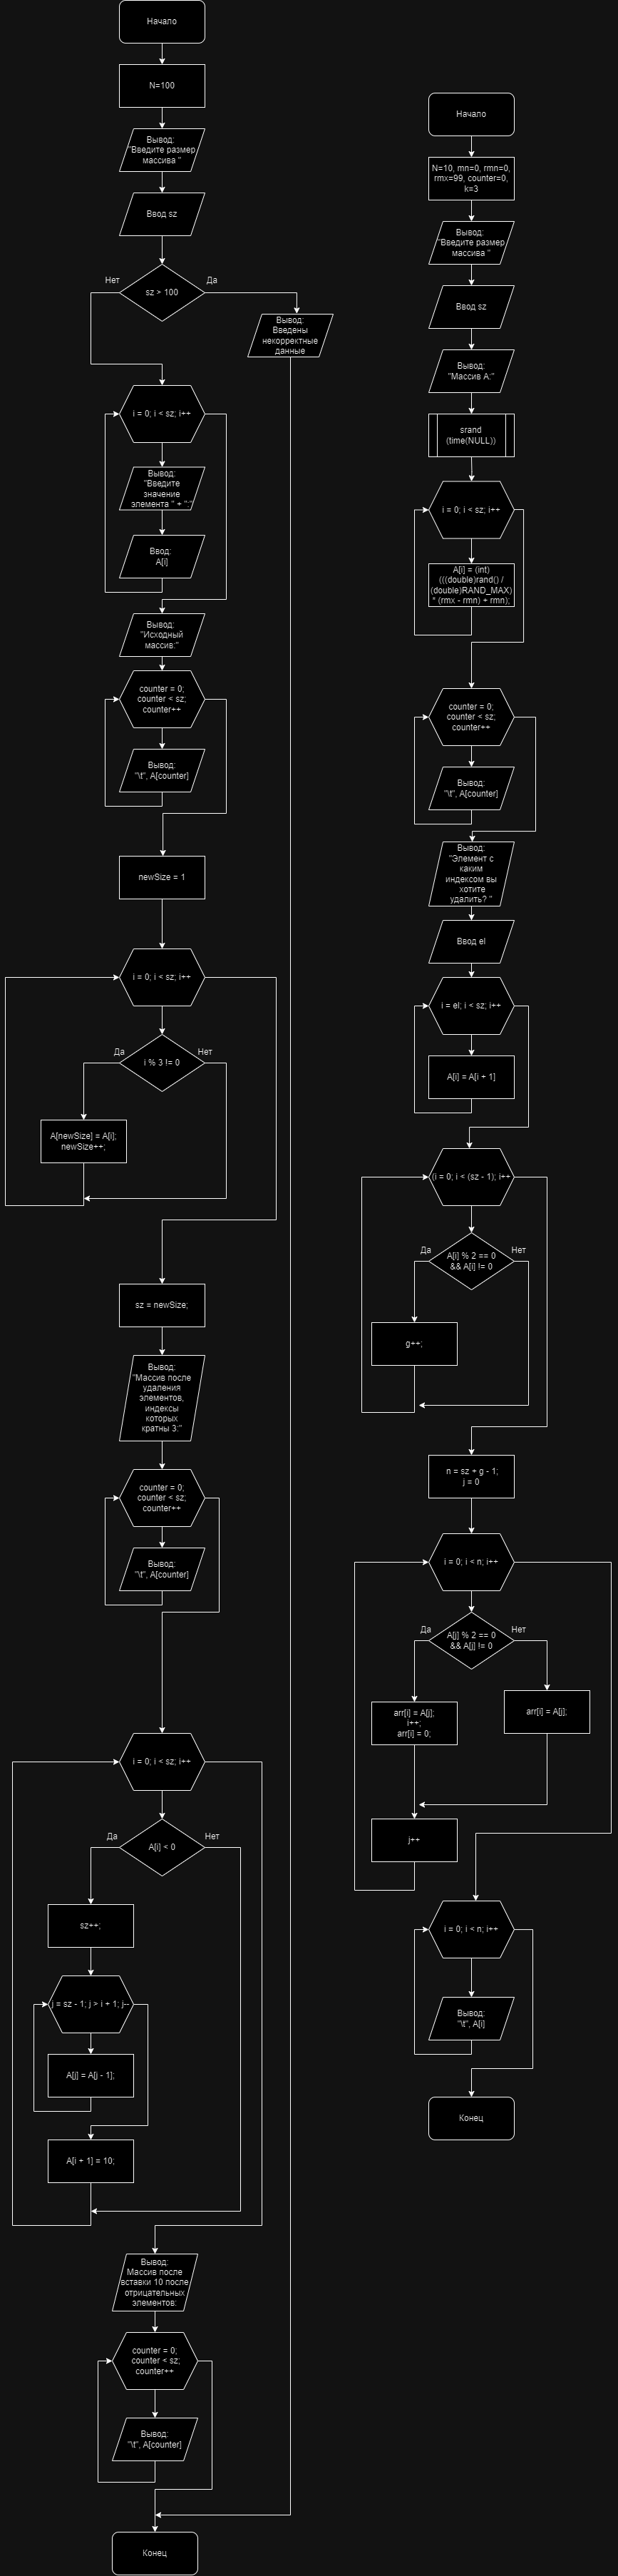 Начало
N=100
Вывод:
"Введите размер
массива "
Ввод sz
Нет
Да
sz > 100
Вывод:
Введены
некорректные
данные
i = 0; i < sz; i++
Вывод:
"Введите
значение
элемента " + ":"
Ввод:
A[i]
Вывод:
"Исходный
массив:"
counter = 0;
counter < sz;
counter++
Вывод:
"\t", A[counter]
newSize = 1
i = 0; i < sz; i++
Да
Нет
i % 3 != 0
A[newSize] = A[i];
newSize++;
sz = newSize;
Вывод:
"Массив после
удаления
элементов,
индексы
которых
кратны 3:"
counter = 0;
counter < sz;
counter++
Вывод:
"\t", A[counter]
i = 0; i < sz; i++
Да
Нет
A[i] < 0
sz++;
j = sz - 1; j > i + 1; j--
A[j] = A[j - 1];
A[i + 1] = 10;
Вывод:
Массив после
вставки 10 после
отрицательных
элементов:
counter = 0;
counter < sz;
counter++
Вывод:
"\t", A[counter]
Конец
Начало
N=10, mn=0, rmn=0,
rmx=99, counter=0,
k=3
Вывод:
"Введите размер
массива "
Ввод sz
Вывод:
"Массив A:"
srand
(time(NULL))
i = 0; i < sz; i++
A[i] = (int)
(((double)rand() /
(double)RAND_MAX)
* (rmx - rmn) + rmn);
counter = 0;
counter < sz;
counter++
Вывод:
"\t", A[counter]
Вывод:
"Элемент с
каким
индексом вы
хотите
удалить? "
Ввод el
i = el; i < sz; i++
A[i] = A[i + 1]
(i = 0; i < (sz - 1); i++
Да
Нет
A[i] % 2 == 0
&& A[i] != 0
g++;
n = sz + g - 1;
j = 0
i = 0; i < n; i++
Да
Нет
A[j] % 2 == 0
&& A[j] != 0
arr[i] = A[j];
i++;
arr[i] = 0;
arr[i] = A[j];
j++
i = 0; i < n; i++
Вывод:
"\t", A[i]
Конец